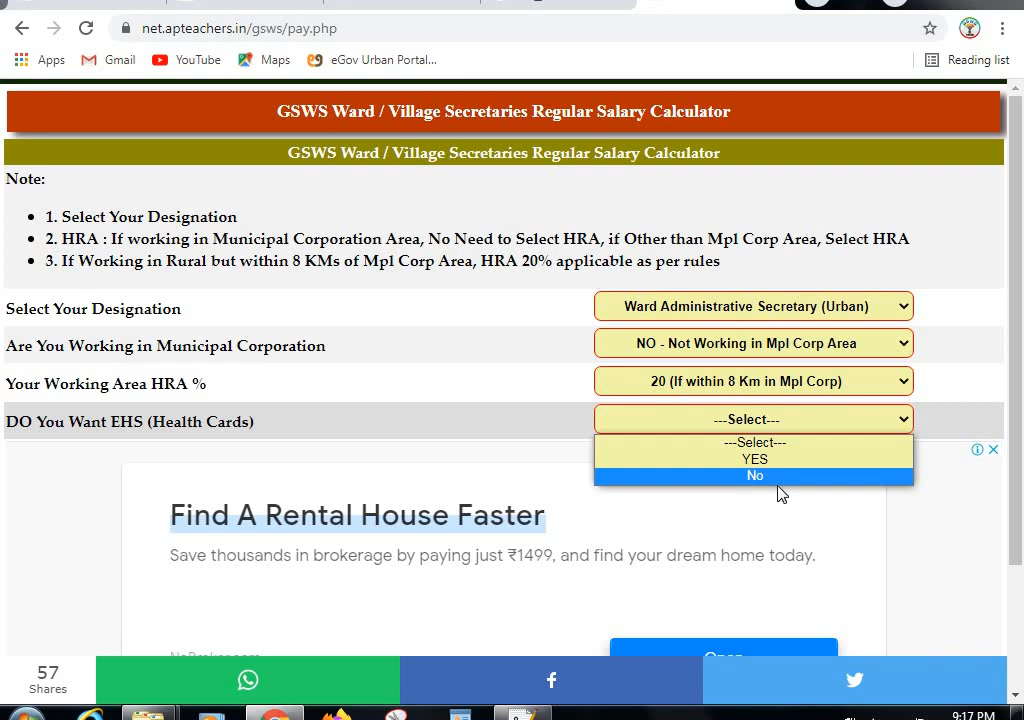 net.apteachers.in/gsws/pay.php
Apps Gmail YouTube Maps eGov Urban Portal... Reading list
GSWS Ward / Village Secretaries Regular Salary Calculator
GSWS Ward / Village Secretaries Regular Salary Calculator
Note:
1. Select Your Designation
2. HRA : If working in Municipal Corporation Area, No Need to Select HRA, if Other than Mpl Corp Area, Select HRA
3. If Working in Rural but within 8 KMs of Mpl Corp Area, HRA 20% applicable as per rules
Select Your Designation Ward Administrative Secretary (Urban)
Are You Working in Municipal Corporation NO - Not Working in Mpl Corp Area
Your Working Area HRA % 20 (If within 8 Km in Mpl Corp)
DO You Want EHS (Health Cards) ---Select---
---Select---
YES
No
Find A Rental House Faster
Save thousands in brokerage by paying just ₹1499, and find your dream home today.
57
Shares
9:17 PM